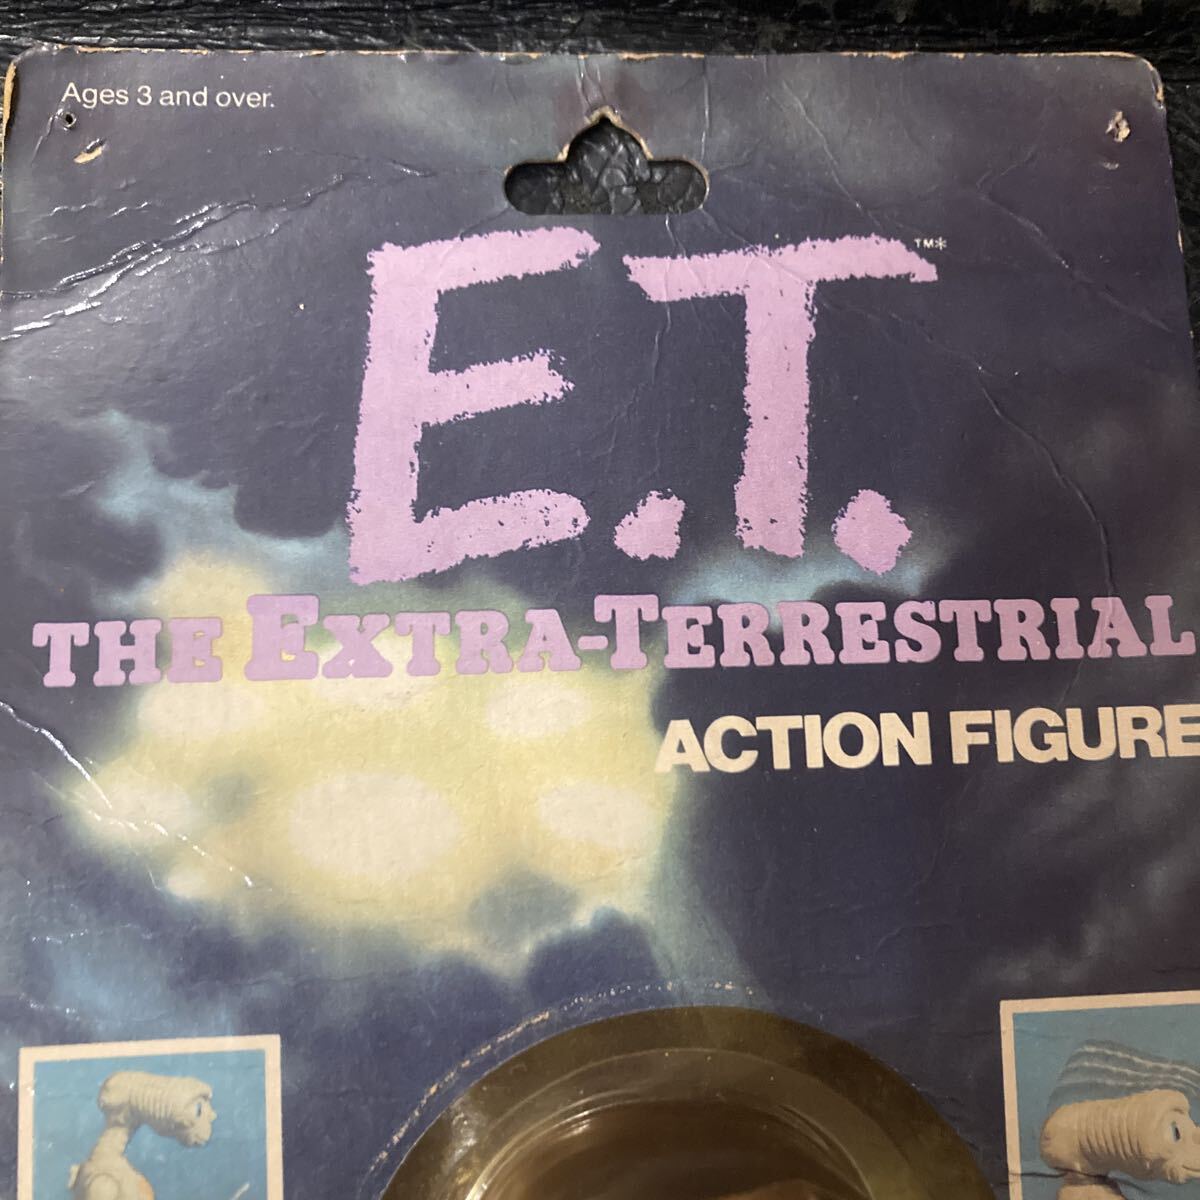 Ages 3 and over.
E.T. ™*
THE EXTRA-TERRESTRIAL
ACTION FIGURE